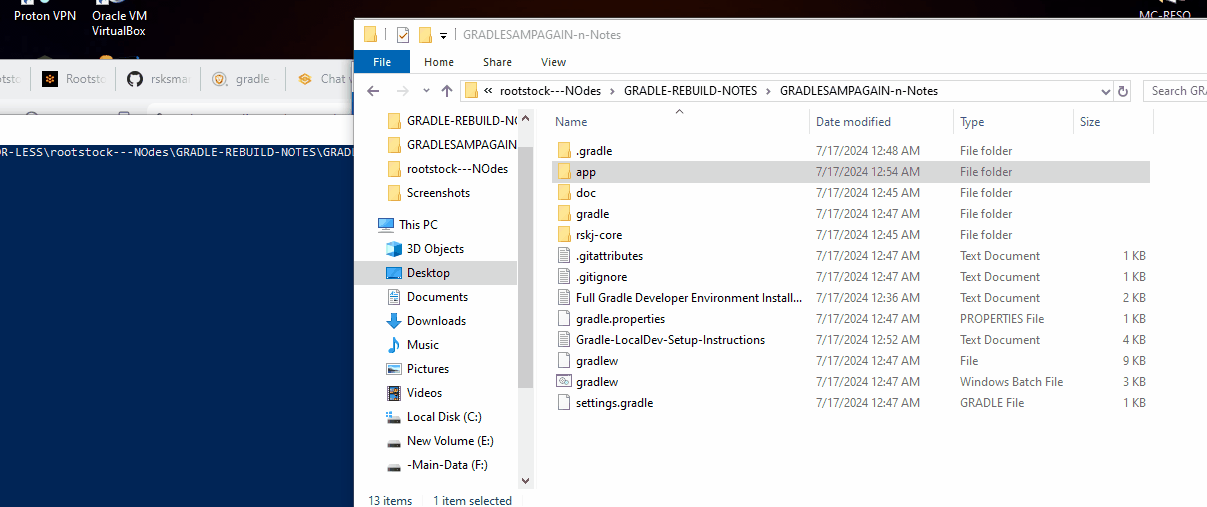 Proton VPN
Oracle VM
VirtualBox
MC-RESO
Rootsto
rsksma
gradle
Chat v
OR-LESS\rootstock---NOdes\GRADLE-REBUILD-NOTES\GRADL
GRADLESAMPAGAIN-n-Notes
File Home Share View
« rootstock---NOdes > GRADLE-REBUILD-NOTES > GRADLESAMPAGAIN-n-Notes
Search GRA
GRADLE-REBUILD-NO
GRADLESAMPAGAIN
rootstock---NOdes
Screenshots
This PC
3D Objects
Desktop
Documents
Downloads
Music
Pictures
Videos
Local Disk (C:)
New Volume (E:)
-Main-Data (F:)
Name Date modified Type Size
.gradle 7/17/2024 12:48 AM File folder
app 7/17/2024 12:54 AM File folder
doc 7/17/2024 12:45 AM File folder
gradle 7/17/2024 12:47 AM File folder
rskj-core 7/17/2024 12:45 AM File folder
.gitattributes 7/17/2024 12:47 AM Text Document 1 KB
.gitignore 7/17/2024 12:47 AM Text Document 1 KB
Full Gradle Developer Environment Install... 7/17/2024 12:36 AM Text Document 2 KB
gradle.properties 7/17/2024 12:47 AM PROPERTIES File 1 KB
Gradle-LocalDev-Setup-Instructions 7/17/2024 12:52 AM Text Document 4 KB
gradlew 7/17/2024 12:47 AM File 9 KB
gradlew 7/17/2024 12:47 AM Windows Batch File 3 KB
settings.gradle 7/17/2024 12:47 AM GRADLE File 1 KB
13 items 1 item selected